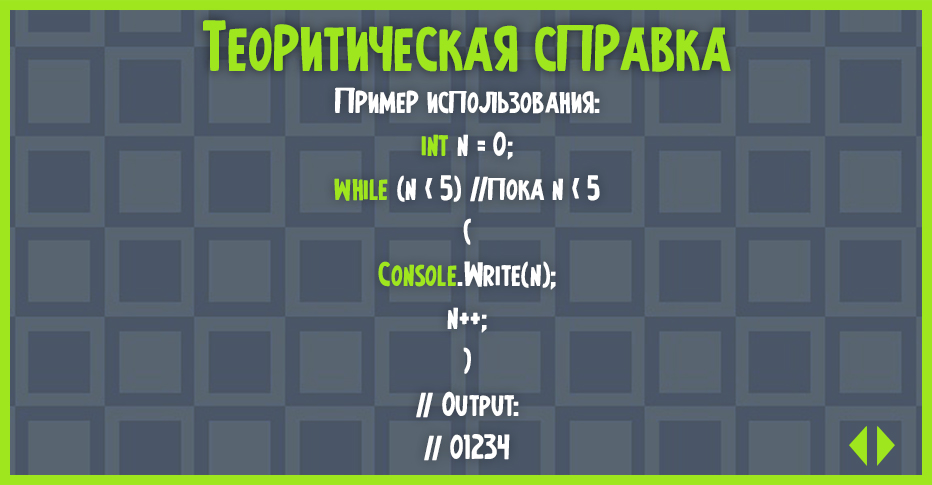 Теоритическая справка
Пример использования:
int n = 0;
while (n < 5) //Пока n < 5
(
Console.Write(n);
n++;
)
// Output:
// 01234